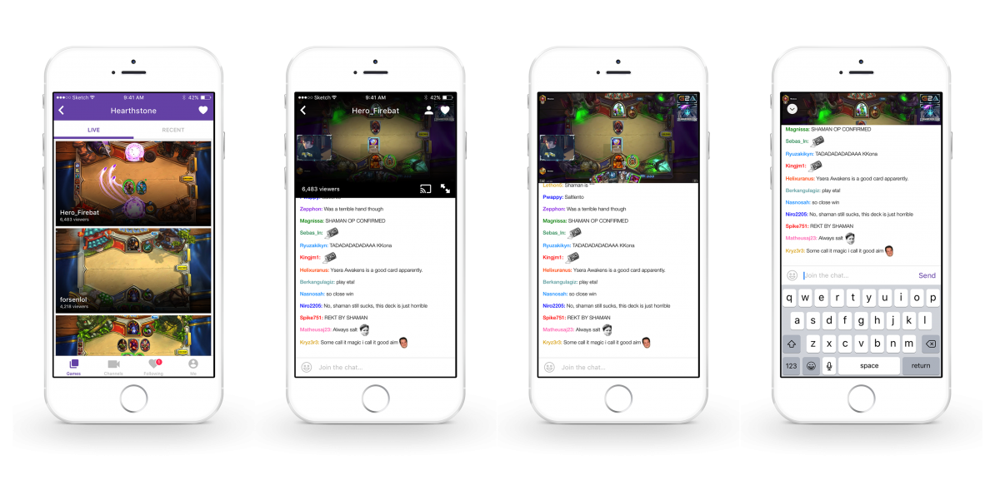 Sketch 9:41 AM 42%
Hearthstone
LIVE RECENT
Hero_Firebat
6,483 viewers
forsenlol
4,218 viewers
1
Games Channels Following Me
Sketch 9:41 AM 42%
Hero_Firebat
6,483 viewers
Pwappy: Saltlento
Zepphon: Was a terrible hand though
Magnissa: SHAMAN OP CONFIRMED
Sebas_In:
Ryuzakikyn: TADADADADADAAA KKona
Kingjm1:
Helixuranus: Ysera Awakens is a good card apparently.
Berkangulagiz: play eta!
Nasnosah: so close win
Niro2205: No, shaman still sucks, this deck is just horrible
Spike751: REKT BY SHAMAN
Matheusaj23: Always salt
Kryz3r3: Some call it magic i call it good aim
Join the chat...
Lethon5: Shaman is ***
Pwappy: Saltlento
Zepphon: Was a terrible hand though
Magnissa: SHAMAN OP CONFIRMED
Sebas_In:
Ryuzakikyn: TADADADADADAAA KKona
Kingjm1:
Helixuranus: Ysera Awakens is a good card apparently.
Berkangulagiz: play eta!
Nasnosah: so close win
Niro2205: No, shaman still sucks, this deck is just horrible
Spike751: REKT BY SHAMAN
Matheusaj23: Always salt
Kryz3r3: Some call it magic i call it good aim
Join the chat...
Magnissa: SHAMAN OP CONFIRMED
Sebas_In:
Ryuzakikyn: TADADADADADAAA KKona
Kingjm1:
Helixuranus: Ysera Awakens is a good card apparently.
Berkangulagiz: play eta!
Nasnosah: so close win
Niro2205: No, shaman still sucks, this deck is just horrible
Spike751: REKT BY SHAMAN
Matheusaj23: Always salt
Kryz3r3: Some call it magic i call it good aim
Join the chat... Send
q w e r t y u i o p
a s d f g h j k l
z x c v b n m
123 space return